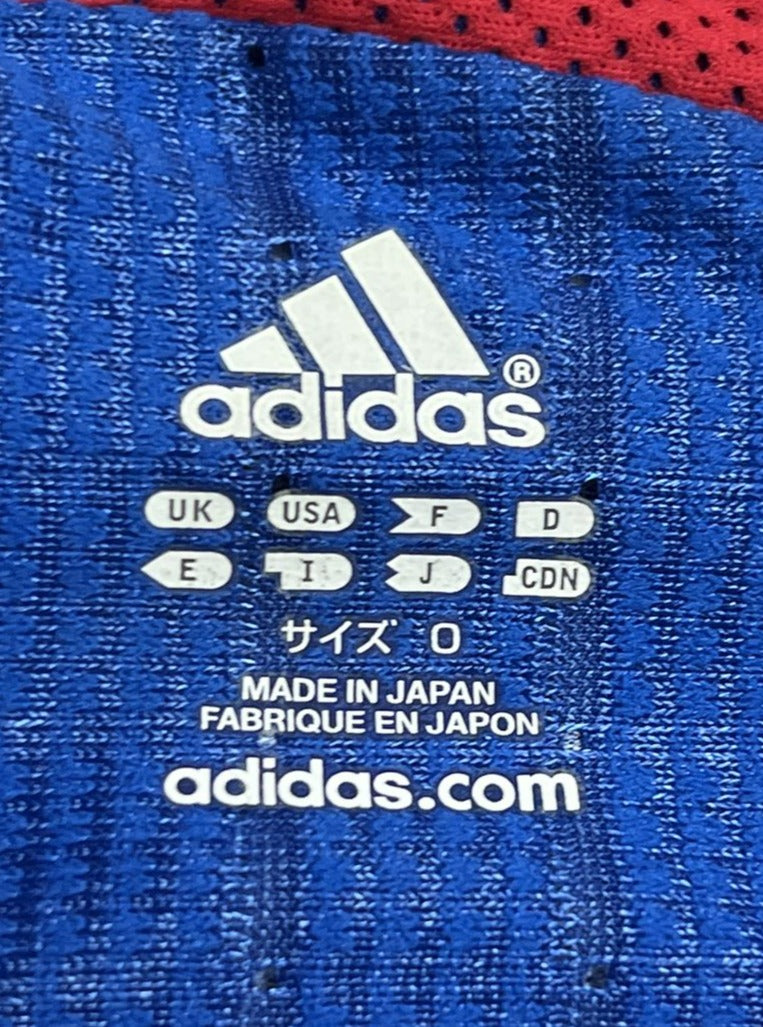 adidas®
UK USA F D
E I J CDN
サイズ O
MADE IN JAPAN
FABRIQUE EN JAPON
adidas.com